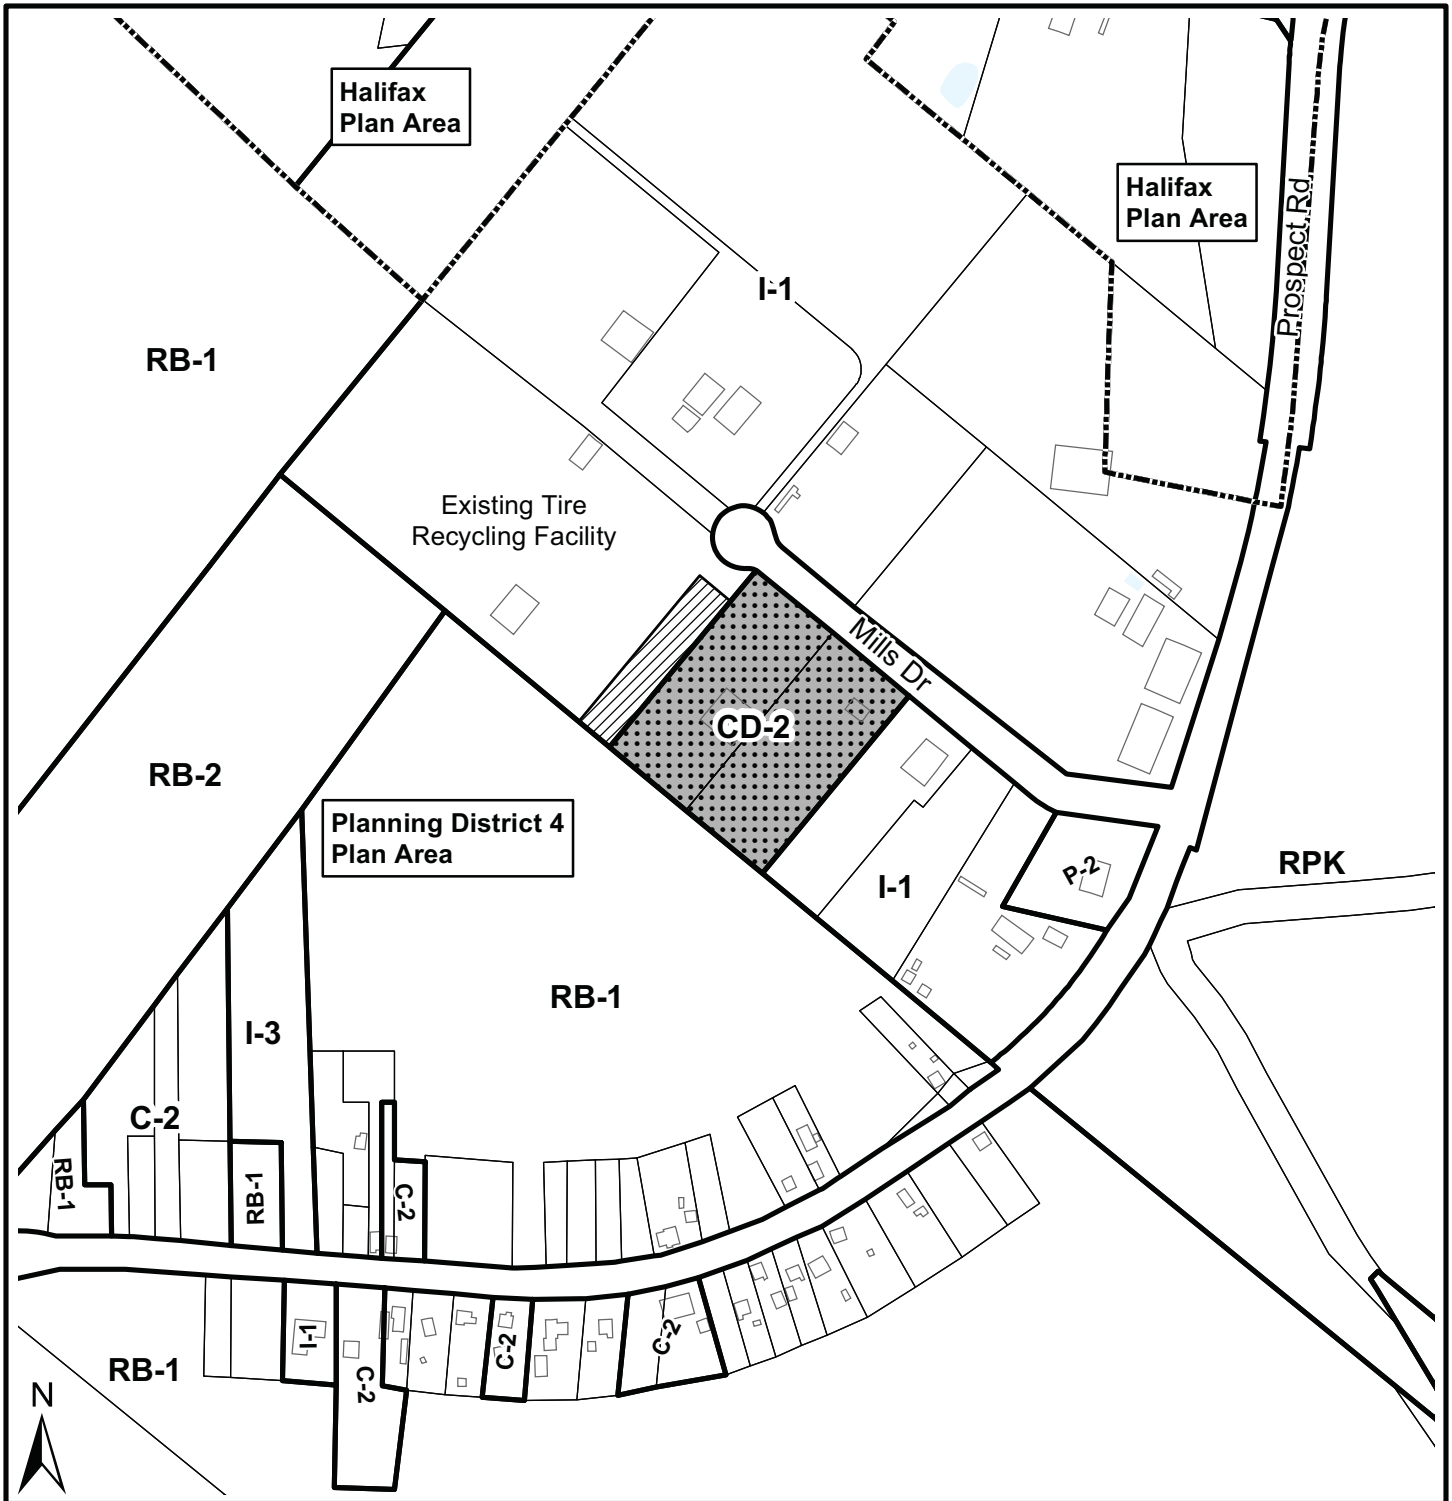 Halifax
Plan Area
Halifax
Plan Area
Prospect Rd
I-1
RB-1
Existing Tire
Recycling Facility
Mills Dr
CD-2
RB-2
Planning District 4
Plan Area
P-2
RPK
I-1
RB-1
I-3
C-2
RB-1
RB-1
C-2
I-1
C-2
C-2
C-2
RB-1
N